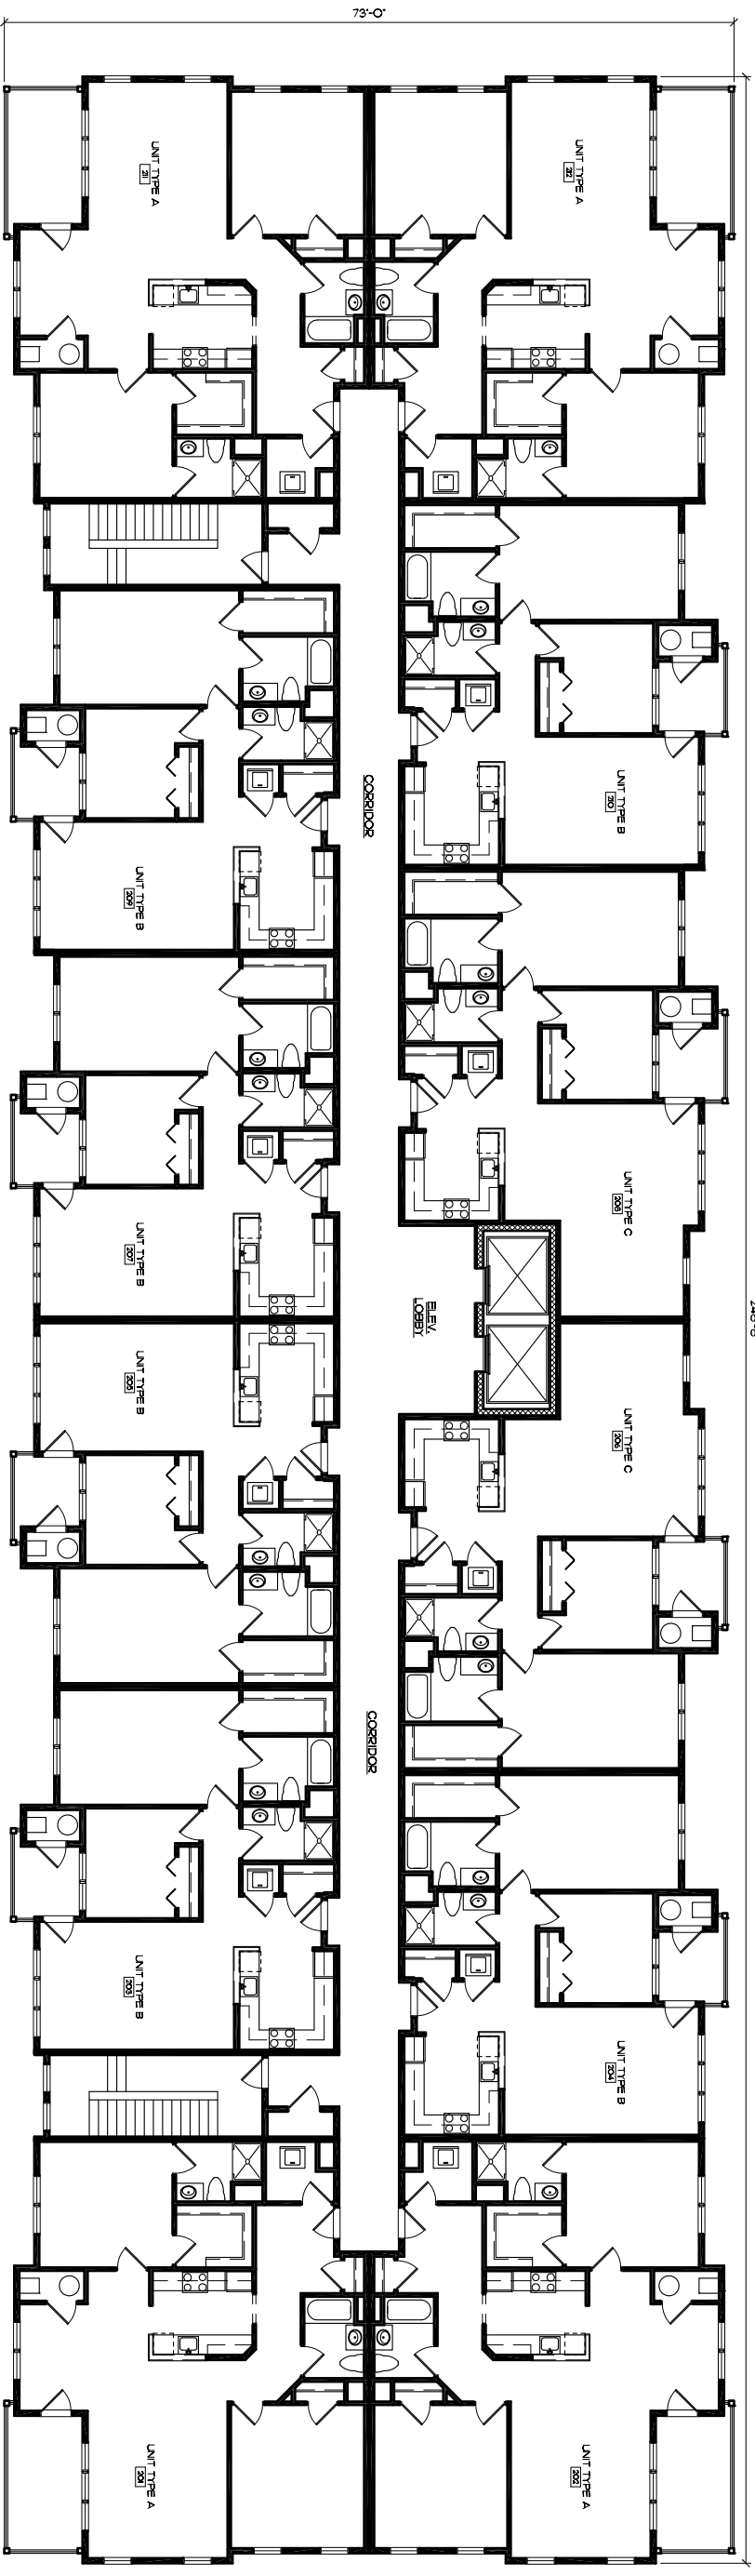 73'-0"
UNIT TYPE A
211
UNIT TYPE A
212
UNIT TYPE B
210
UNIT TYPE B
209
CORRIDOR
UNIT TYPE C
208
UNIT TYPE B
207
ELEV.
LOBBY
UNIT TYPE B
205
UNIT TYPE C
206
CORRIDOR
UNIT TYPE B
203
UNIT TYPE B
204
UNIT TYPE A
201
UNIT TYPE A
202